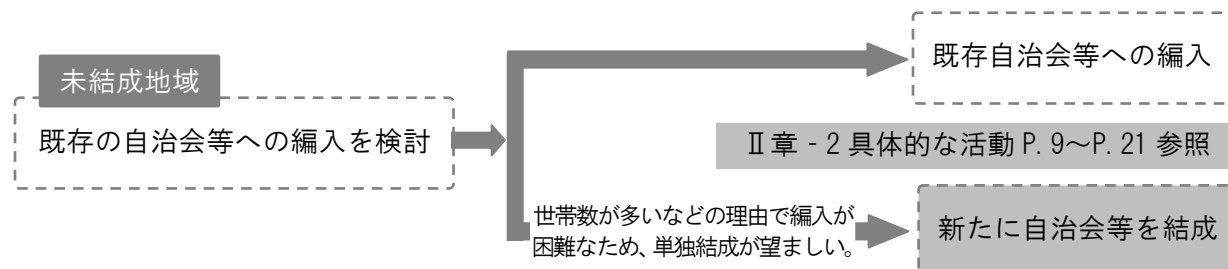 未結成地域
既存の自治会等への編入を検討
既存自治会等への編入
Ⅱ章 - 2 具体的な活動 P. 9～P. 21 参照
世帯数が多いなどの理由で編入が
困難なため、単独結成が望ましい。
新たに自治会等を結成